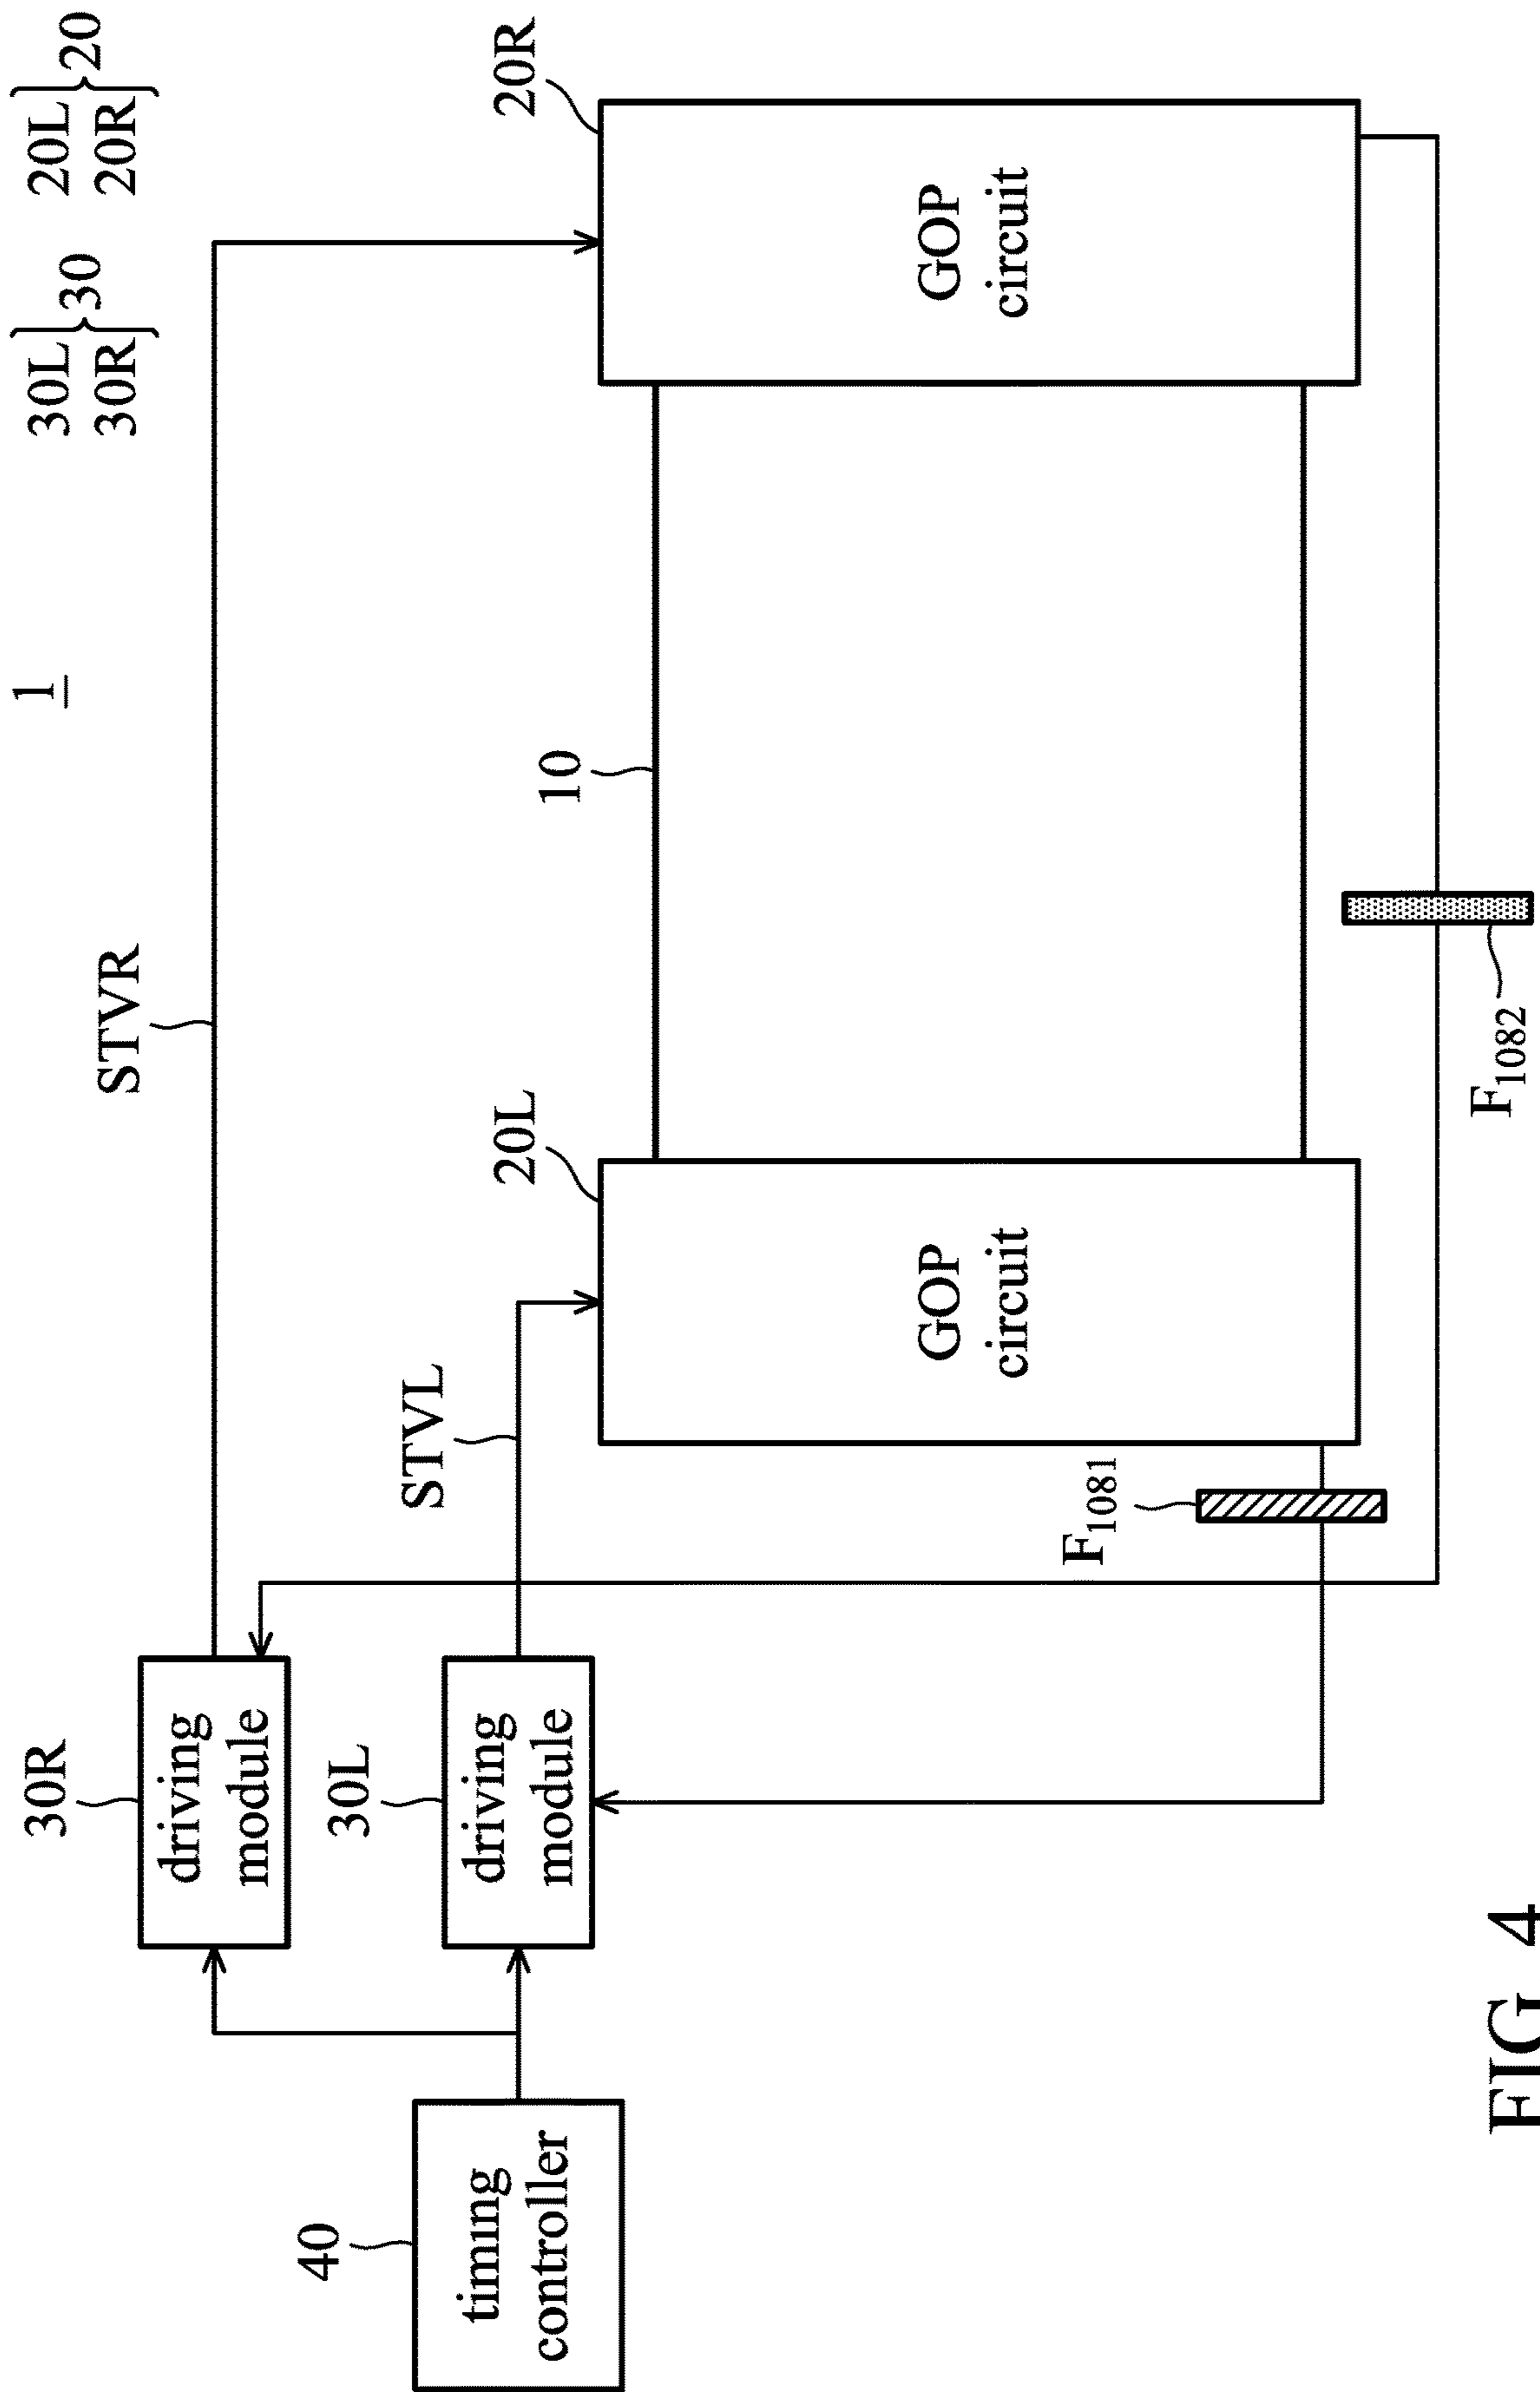 1
30L
30R
30
20L
20R
20
30R
STVR
driving
module
30L
STVL
driving
module
40
timing
controller
20L
10
20R
GOP
circuit
GOP
circuit
F1081
F1082
FIG. 4